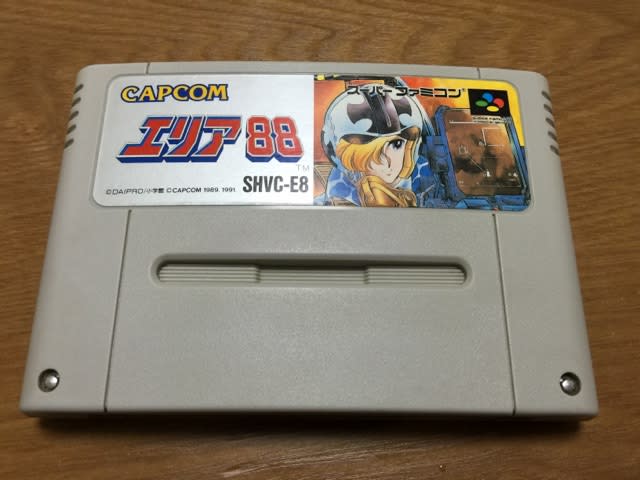 CAPCOM
エリア88
TM
©DAIPRO/小学館 ©CAPCOM 1989, 1991
SHVC-E8
スーパーファミコン